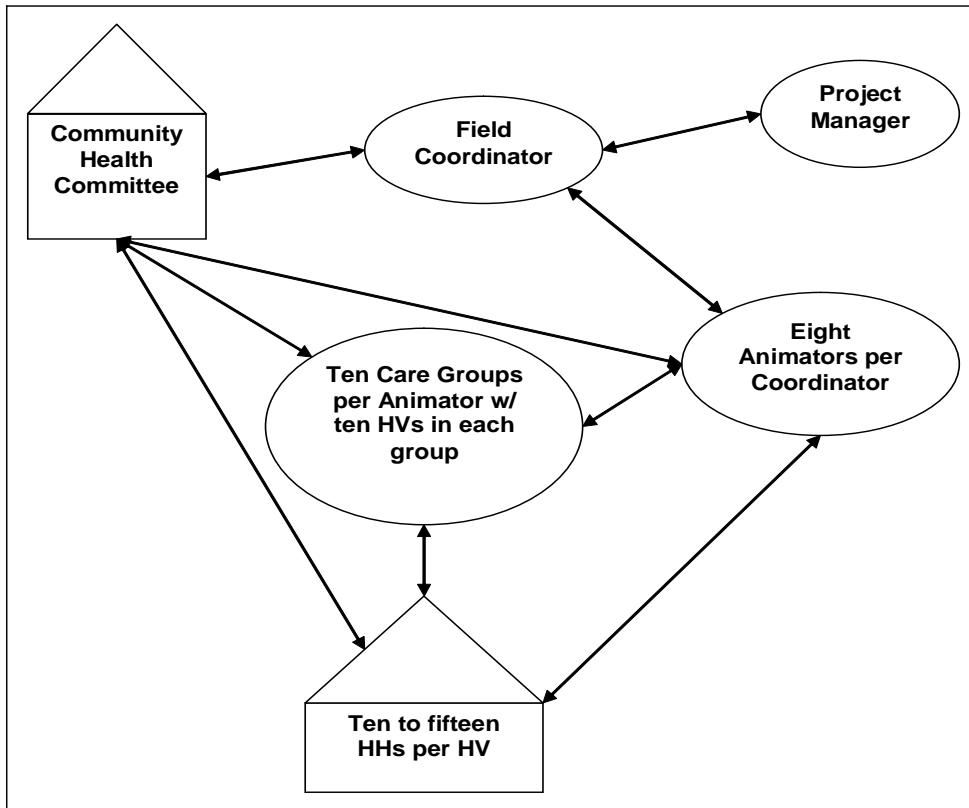 Community
Health
Committee
Field
Coordinator
Project
Manager
Eight
Animators per
Coordinator
Ten Care Groups
per Animator w/
ten HVs in each
group
Ten to fifteen
HHs per HV